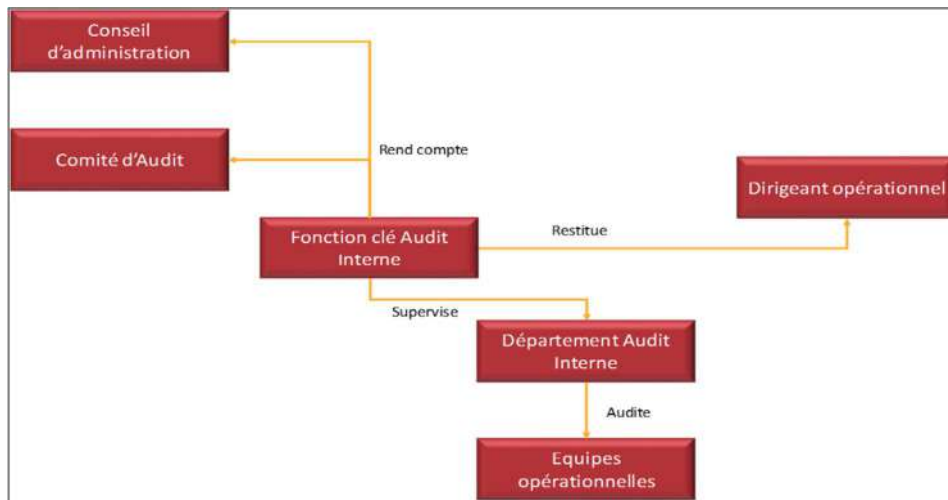 Conseil
d'administration
Comité d'Audit
Rend compte
Dirigeant opérationnel
Fonction clé Audit
Interne
Restitue
Supervise
Département Audit
Interne
Audite
Equipes
opérationnelles